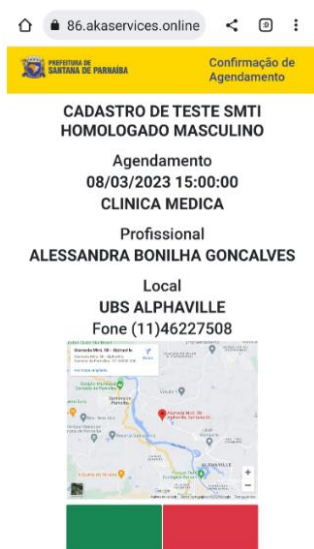 86.akaservices.online
PREFEITURA DE
SANTANA DE PARNAÍBA
Confirmação de
Agendamento
CADASTRO DE TESTE SMTI
HOMOLOGADO MASCULINO
Agendamento
08/03/2023 15:00:00
CLINICA MEDICA
Profissional
ALESSANDRA BONILHA GONCALVES
Local
UBS ALPHAVILLE
Fone (11)46227508
ALPHAVILLE